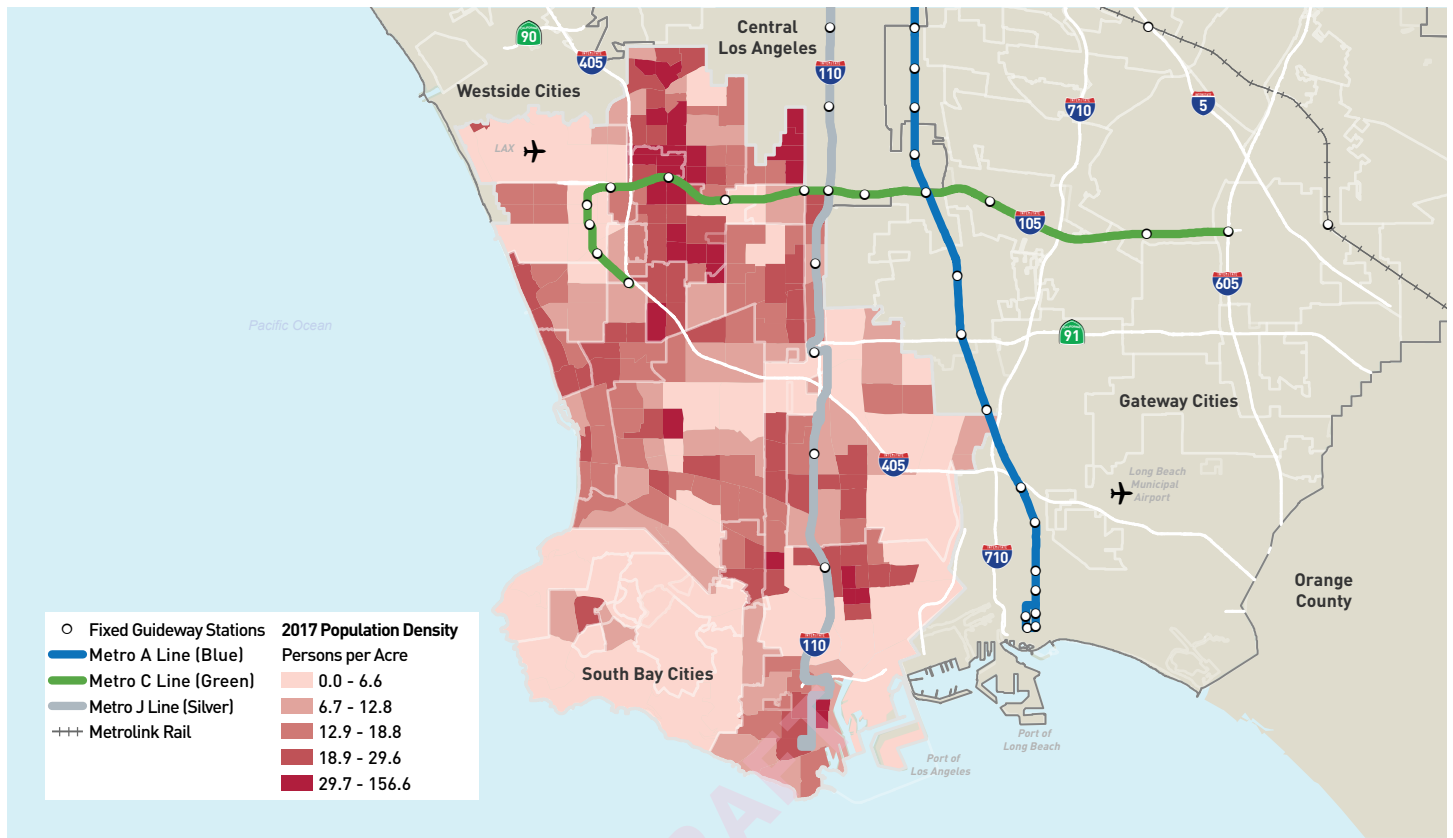 90
405
Central
Los Angeles
110
Westside Cities
710
5
LAX
105
605
Pacific Ocean
91
Gateway Cities
405
Long Beach
Municipal
Airport
710
Orange
County
110
South Bay Cities
Port of
Long Beach
Port of
Los Angeles
Fixed Guideway Stations
Metro A Line (Blue)
Metro C Line (Green)
Metro J Line (Silver)
Metrolink Rail
2017 Population Density
Persons per Acre
0.0 - 6.6
6.7 - 12.8
12.9 - 18.8
18.9 - 29.6
29.7 - 156.6